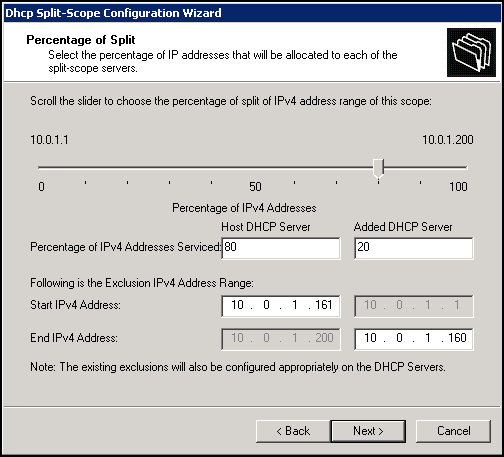 Dhcp Split-Scope Configuration Wizard
Percentage of Split
Select the percentage of IP addresses that will be allocated to each of the
split-scope servers.
Scroll the slider to choose the percentage of split of IPv4 address range of this scope:
10.0.1.1 10.0.1.200
0 50 100
Percentage of IPv4 Addresses
Host DHCP Server Added DHCP Server
Percentage of IPv4 Addresses Serviced: 80 20
Following is the Exclusion IPv4 Address Range:
Start IPv4 Address: 10 . 0 . 1 . 161 10 . 0 . 1 . 1
End IPv4 Address: 10 . 0 . 1 . 200 10 . 0 . 1 . 160
Note: The existing exclusions will also be configured appropriately on the DHCP Servers.
< Back Next > Cancel